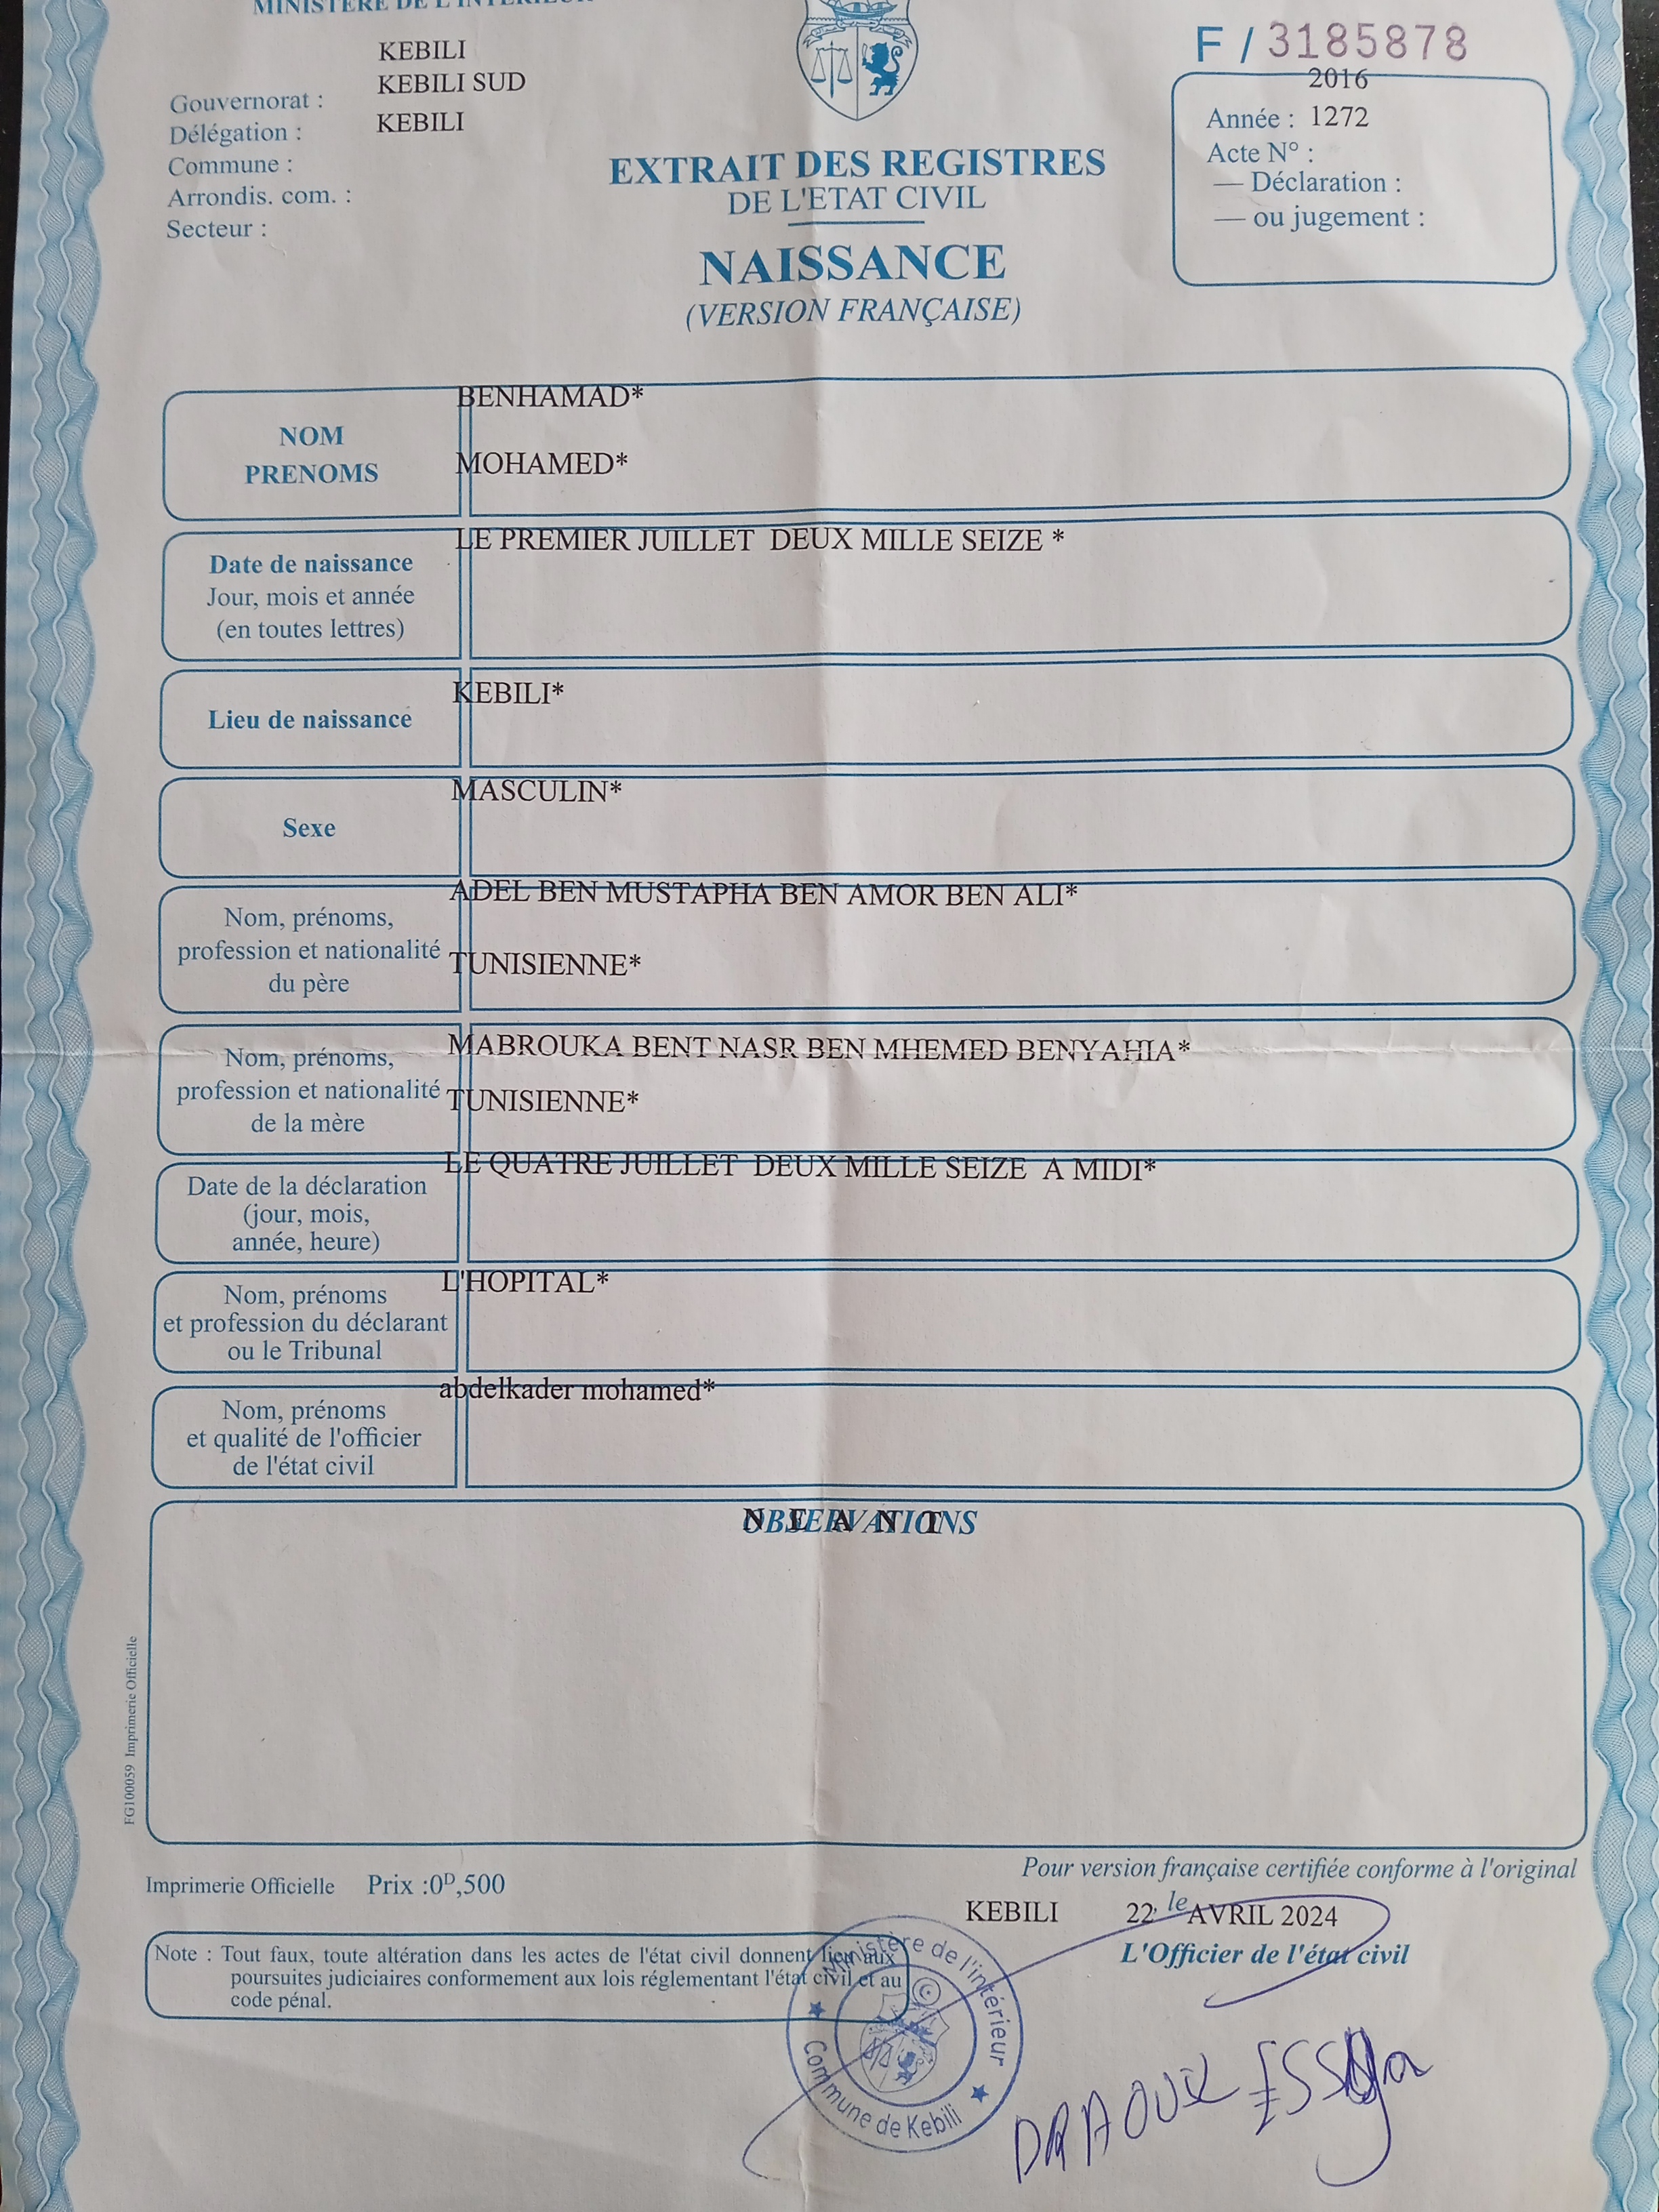 MINISTERE DE L'INTERIEUR
KEBILI
KEBILI SUD
Gouvernorat :
Délégation : KEBILI
Commune :
Arrondis. com. :
Secteur :
F / 3185878
2016
Année : 1272
Acte N° :
— Déclaration :
— ou jugement :
EXTRAIT DES REGISTRES
DE L'ETAT CIVIL
NAISSANCE
(VERSION FRANÇAISE)
NOM
PRENOMS
BENHAMAD*
MOHAMED*
Date de naissance
Jour, mois et année
(en toutes lettres)
LE PREMIER JUILLET DEUX MILLE SEIZE *
Lieu de naissance
KEBILI*
Sexe
MASCULIN*
Nom, prénoms,
profession et nationalité
du père
ADEL BEN MUSTAPHA BEN AMOR BEN ALI*
TUNISIENNE*
Nom, prénoms,
profession et nationalité
de la mère
MABROUKA BENT NASR BEN MHEMED BENYAHIA*
TUNISIENNE*
Date de la déclaration
(jour, mois,
année, heure)
LE QUATRE JUILLET DEUX MILLE SEIZE A MIDI*
Nom, prénoms
et profession du déclarant
ou le Tribunal
L'HOPITAL*
Nom, prénoms
et qualité de l'officier
de l'état civil
abdelkader mohamed*
OBSERVATIONS
N E A N T
FG100059 Imprimerie Officielle
Imprimerie Officielle Prix :0ᴰ,500
Pour version française certifiée conforme à l'original
KEBILI 22, le AVRIL 2024
L'Officier de l'état civil
Note : Tout faux, toute altération dans les actes de l'état civil donnent lieu aux
poursuites judiciaires conformement aux lois réglementant l'état civil et au
code pénal.
Ministère de l'intérieur
Commune de Kebili
DRAOUIL